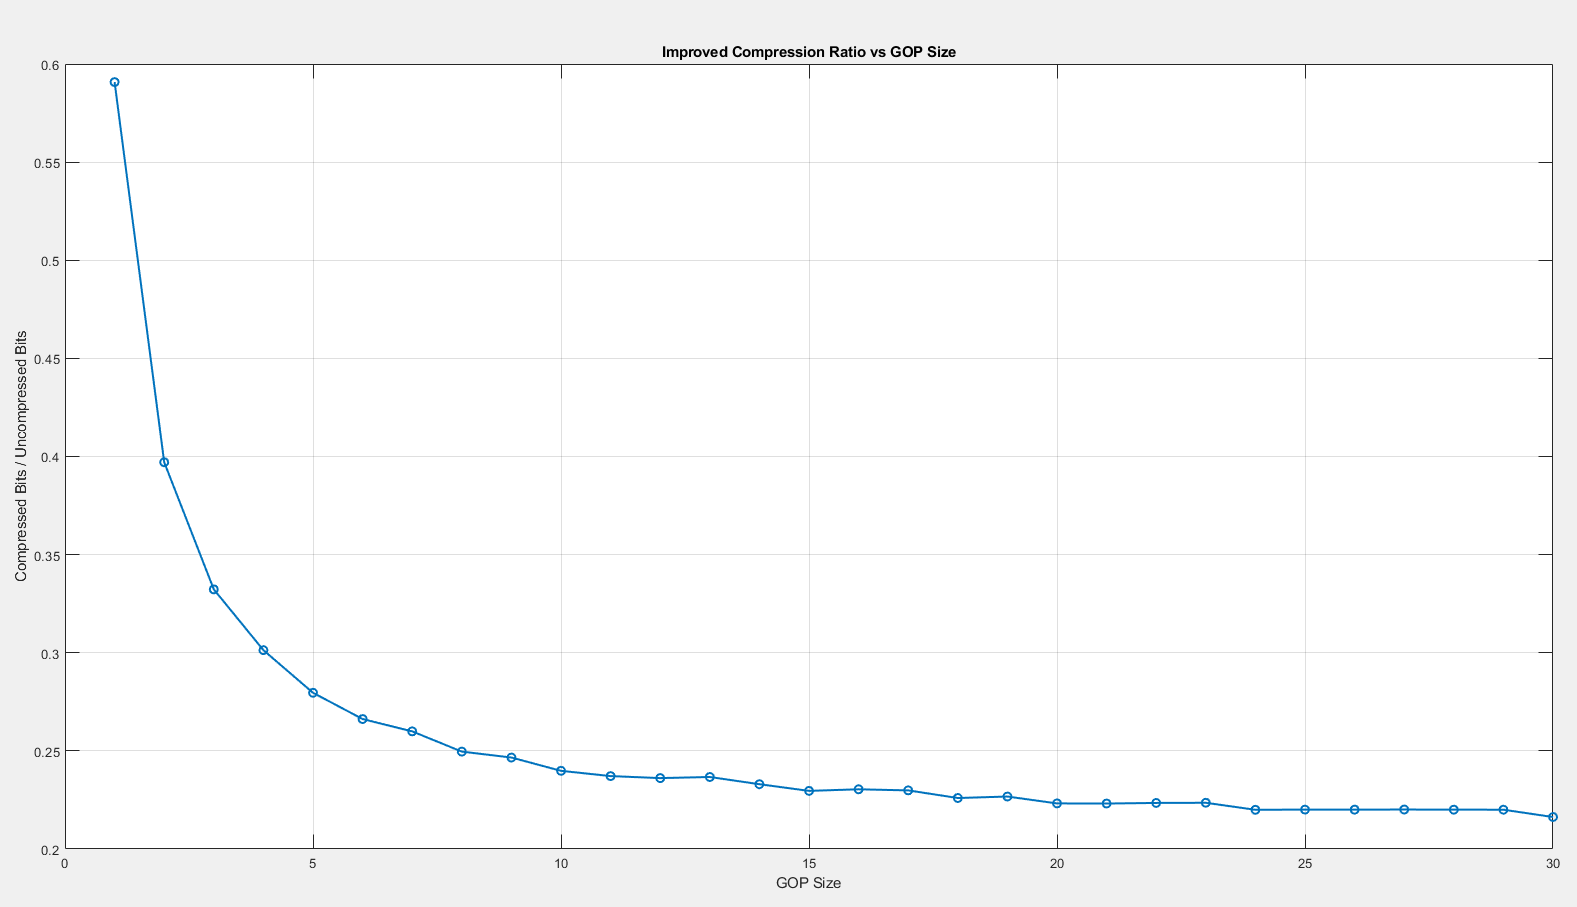 Improved Compression Ratio vs GOP Size
0.6
0.55
0.5
0.45
0.4
0.35
0.3
0.25
0.2
Compressed Bits / Uncompressed Bits
0 5 10 15 20 25 30
GOP Size